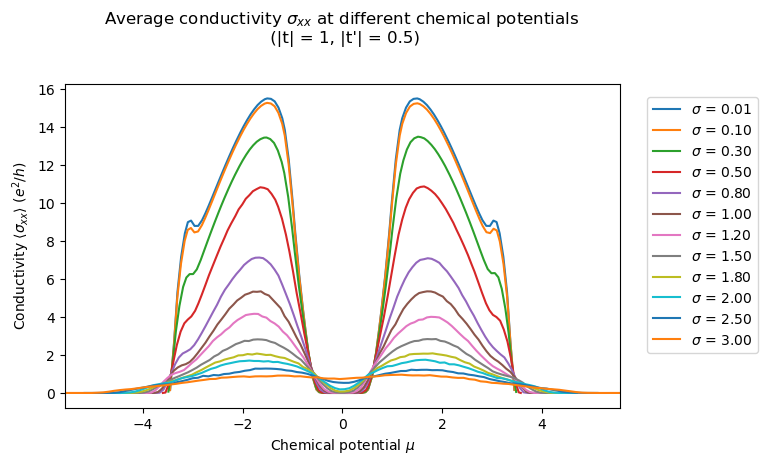 Average conductivity σxx at different chemical potentials
(|t| = 1, |t'| = 0.5)
Conductivity ⟨σxx⟩ (e²/h)
16
14
12
10
8
6
4
2
0
−4
−2
0
2
4
Chemical potential μ
σ = 0.01
σ = 0.10
σ = 0.30
σ = 0.50
σ = 0.80
σ = 1.00
σ = 1.20
σ = 1.50
σ = 1.80
σ = 2.00
σ = 2.50
σ = 3.00